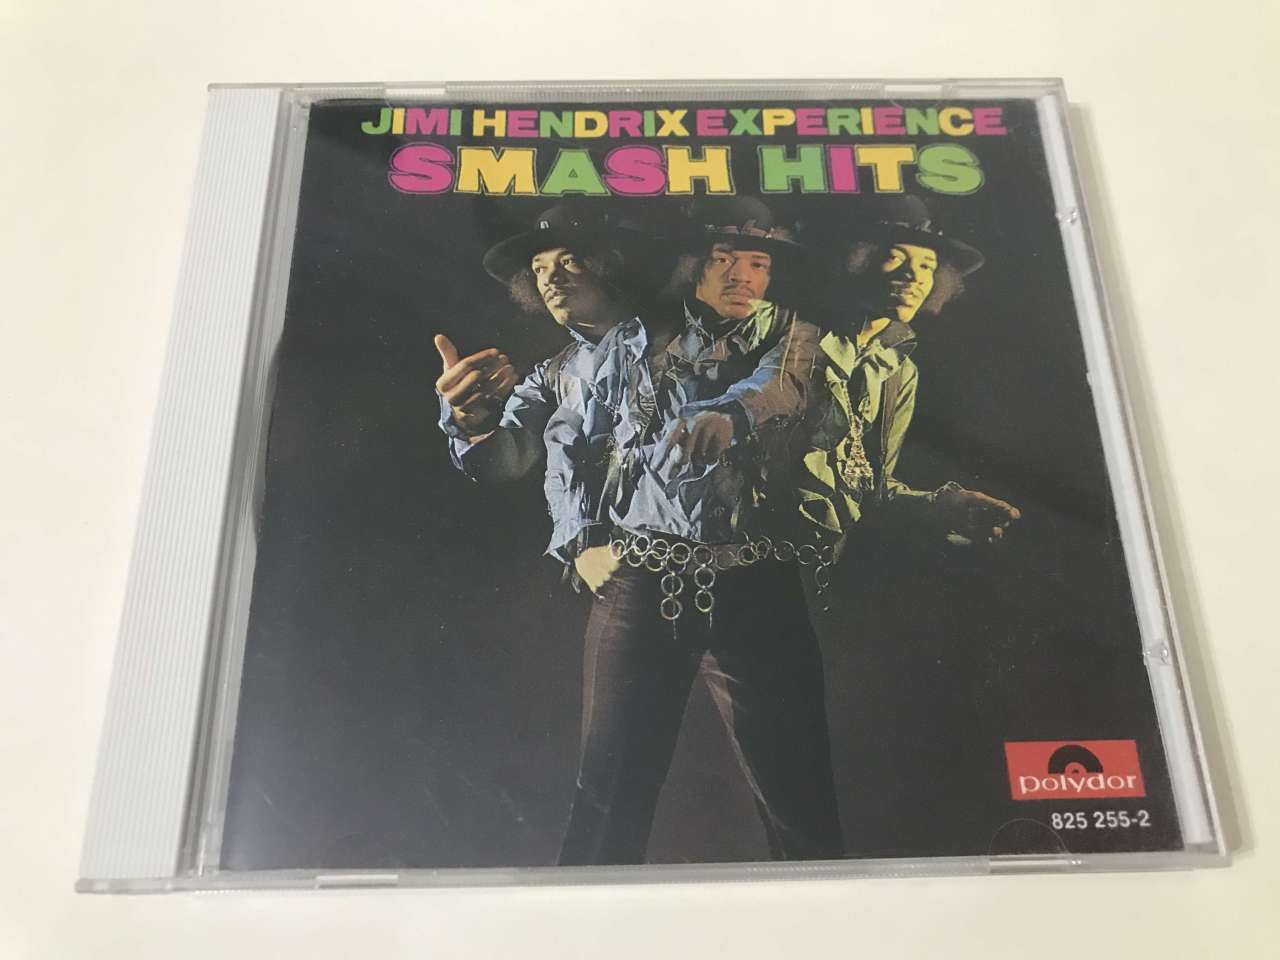 JIMI HENDRIX EXPERIENCE
SMASH HITS
polydor
825 255-2